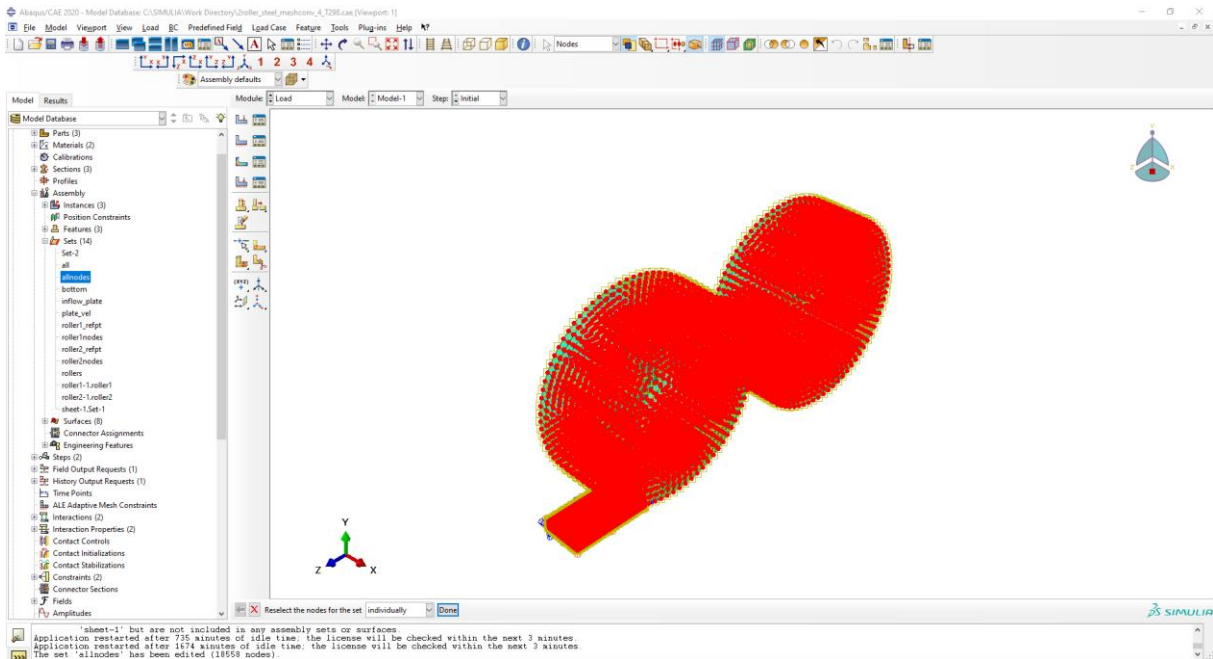 Abaqus/CAE 2020 - Model Database: C:\SIMULIA\Work Directory\2roller_steel_meshconv_4_T298.cae [Viewport: 1]
File Model Viewport View Load BC Predefined Field Load Case Feature Tools Plug-ins Help
Nodes
1 2 3 4
Assembly defaults
Model Results
Module: Load Model: Model-1 Step: Initial
Model Database
Parts (3)
Materials (2)
Calibrations
Sections (3)
Profiles
Assembly
Instances (3)
Position Constraints
Features (3)
Sets (14)
Set-2
all
allnodes
bottom
inflow_plate
plate_vel
roller1_refpt
roller1nodes
roller2_refpt
roller2nodes
rollers
roller1-1.roller1
roller2-1.roller2
sheet-1.Set-1
Surfaces (8)
Connector Assignments
Engineering Features
Steps (2)
Field Output Requests (1)
History Output Requests (1)
Time Points
ALE Adaptive Mesh Constraints
Interactions (2)
Interaction Properties (2)
Contact Controls
Contact Initializations
Contact Stabilizations
Constraints (2)
Connector Sections
Fields
Amplitudes
(XYZ)
Y
Z X
Y
Z X
Reselect the nodes for the set individually Done
SIMULIA
'sheet-1' but are not included in any assembly sets or surfaces.
Application restarted after 735 minutes of idle time; the license will be checked within the next 3 minutes.
Application restarted after 1674 minutes of idle time; the license will be checked within the next 3 minutes.
The set 'allnodes' has been edited (18558 nodes).
>>>